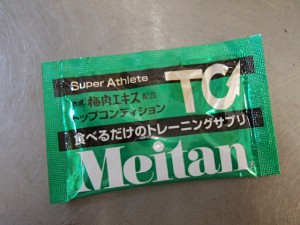 Super Athlete
梅肉エキス配合
TC
トップコンディション
食べるだけのトレーニングサプリ
Meitan